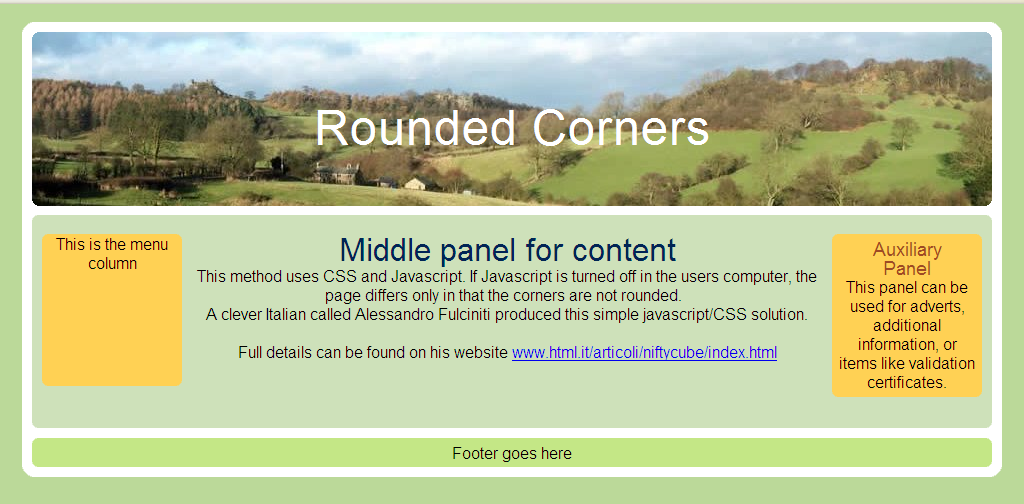 Rounded Corners
This is the menu
column
Middle panel for content
This method uses CSS and Javascript. If Javascript is turned off in the users computer, the
page differs only in that the corners are not rounded.
A clever Italian called Alessandro Fulciniti produced this simple javascript/CSS solution.
Full details can be found on his website www.html.it/articoli/niftycube/index.html
Auxiliary
Panel
This panel can be
used for adverts,
additional
information, or
items like validation
certificates.
Footer goes here